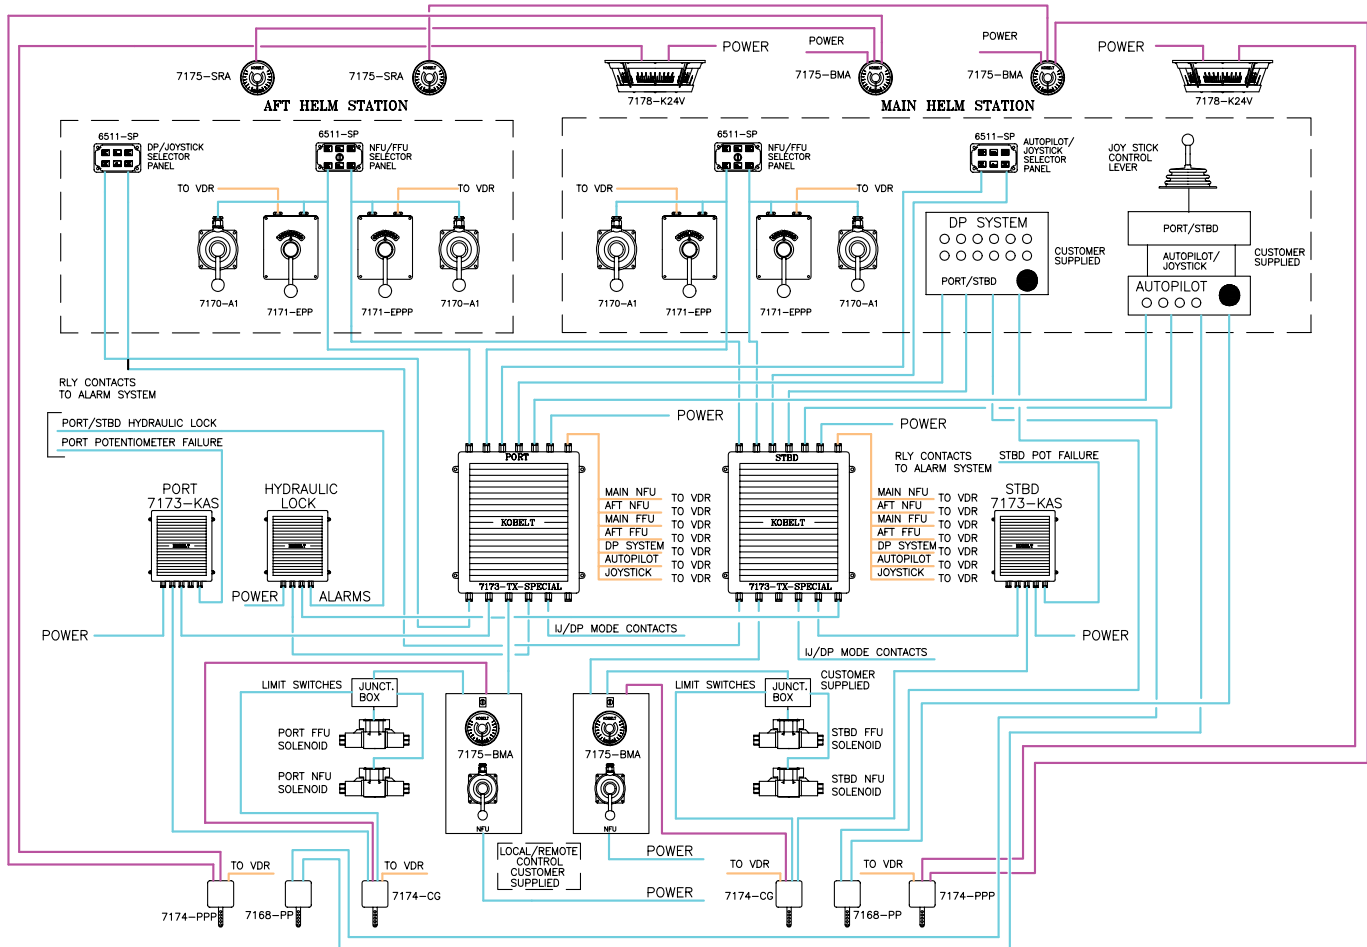 POWER
POWER
POWER
POWER
7175-SRA
7175-SRA
7178-K24V
7175-BMA
7175-BMA
7178-K24V
AFT HELM STATION
MAIN HELM STATION
6511-SP
DP/JOYSTICK
SELECTOR
PANEL
6511-SP
NFU/FFU
SELECTOR
PANEL
6511-SP
NFU/FFU
SELECTOR
PANEL
6511-SP
AUTOPILOT/
JOYSTICK
SELECTOR
PANEL
JOY STICK
CONTROL
LEVER
TO VDR
TO VDR
TO VDR
TO VDR
DP SYSTEM
PORT/STBD
CUSTOMER
SUPPLIED
PORT/STBD
AUTOPILOT/
JOYSTICK
CUSTOMER
SUPPLIED
AUTOPILOT
7170-A1
7171-EPP
7171-EPPP
7170-A1
7170-A1
7171-EPP
7171-EPPP
7170-A1
RLY CONTACTS
TO ALARM SYSTEM
PORT/STBD HYDRAULIC LOCK
PORT POTENTIOMETER FAILURE
POWER
POWER
PORT
STBD
RLY CONTACTS
TO ALARM SYSTEM
STBD POT FAILURE
PORT
7173-KAS
HYDRAULIC
LOCK
STBD
7173-KAS
KOBELT
KOBELT
KOBELT
KOBELT
KOBELT
MAIN NFU TO VDR
AFT NFU TO VDR
MAIN FFU TO VDR
AFT FFU TO VDR
DP SYSTEM TO VDR
AUTOPILOT TO VDR
JOYSTICK TO VDR
MAIN NFU TO VDR
AFT NFU TO VDR
MAIN FFU TO VDR
AFT FFU TO VDR
DP SYSTEM TO VDR
AUTOPILOT TO VDR
JOYSTICK TO VDR
7173-TX-SPECIAL
7173-TX-SPECIAL
POWER
ALARMS
POWER
POWER
IJ/DP MODE CONTACTS
IJ/DP MODE CONTACTS
LIMIT SWITCHES
JUNCT.
BOX
LIMIT SWITCHES
JUNCT.
BOX
CUSTOMER
SUPPLIED
PORT FFU
SOLENOID
KOBELT
7175-BMA
KOBELT
7175-BMA
STBD FFU
SOLENOID
PORT NFU
SOLENOID
STBD NFU
SOLENOID
NFU
NFU
LOCAL/REMOTE
CONTROL
CUSTOMER
SUPPLIED
POWER
POWER
TO VDR
TO VDR
TO VDR
TO VDR
7174-PPP
7168-PP
7174-CG
7174-CG
7168-PP
7174-PPP